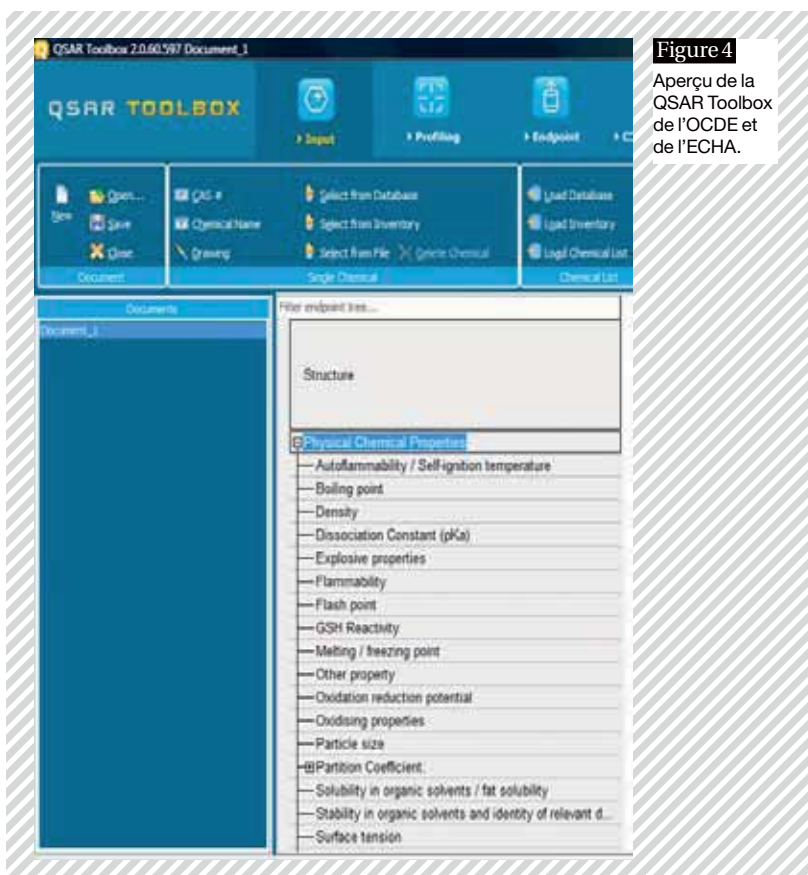 QSAR Toolbox 2.0.60.597 Document_1
QSAR TOOLBOX
Input
Profiling
Endpoint
New
Open...
Save
Close
Document
CAS #
Chemical Name
Drawing
Select from Database
Select from Inventory
Select from File
Delete Chemical
Single Chemical
Load Database
Load Inventory
Load Chemical List
Chemical List
Documents
Document_1
Filter endpoint tree...
Structure
Physical Chemical Properties
Autoflammability / Self-ignition temperature
Boiling point
Density
Dissociation Constant (pKa)
Explosive properties
Flammability
Flash point
GSH Reactivity
Melting / freezing point
Other property
Oxidation reduction potential
Oxidising properties
Particle size
Partition Coefficient.
Solubility in organic solvents / fat solubility
Stability in organic solvents and identity of relevant d...
Surface tension
Figure 4
Aperçu de la
QSAR Toolbox
de l'OCDE et
de l'ECHA.